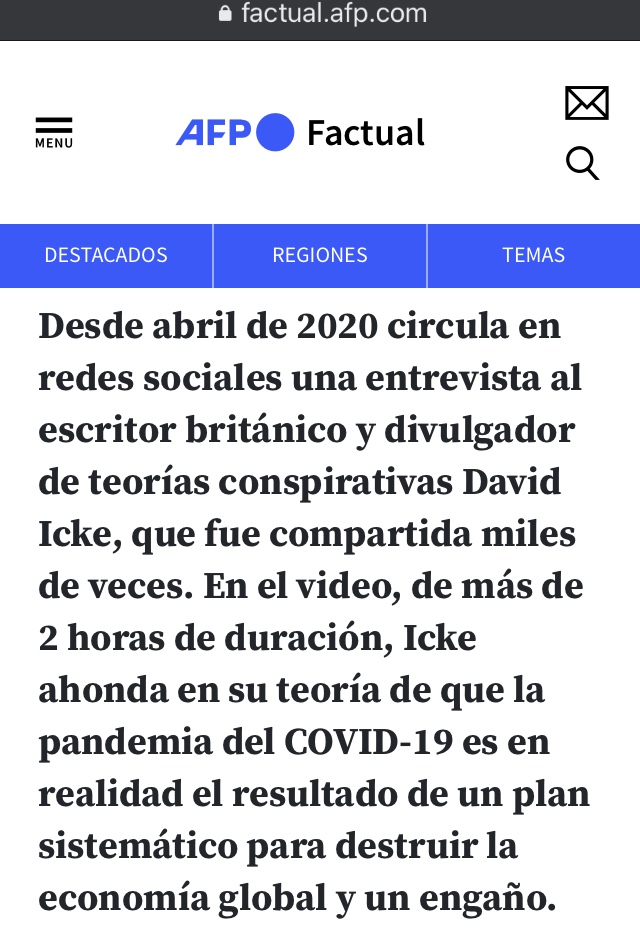 factual.afp.com
MENU
AFP Factual
DESTACADOS
REGIONES
TEMAS
Desde abril de 2020 circula en
redes sociales una entrevista al
escritor británico y divulgador
de teorías conspirativas David
Icke, que fue compartida miles
de veces. En el video, de más de
2 horas de duración, Icke
ahonda en su teoría de que la
pandemia del COVID-19 es en
realidad el resultado de un plan
sistemático para destruir la
economía global y un engaño.